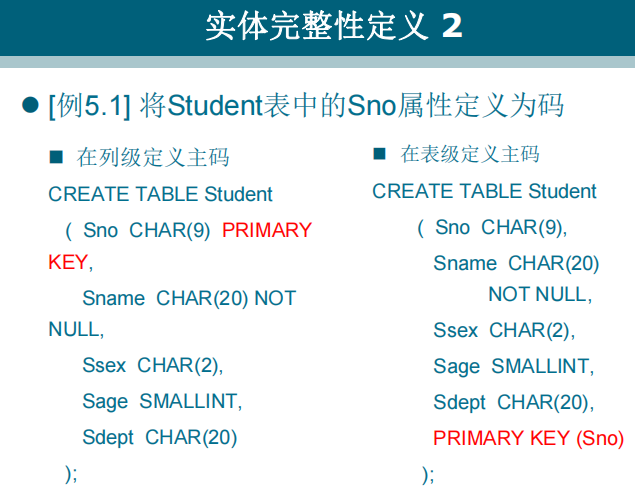 实体完整性定义 2
● [例5.1] 将Student表中的Sno属性定义为码
■ 在列级定义主码
CREATE TABLE Student
( Sno CHAR(9) PRIMARY
KEY,
Sname CHAR(20) NOT
NULL,
Ssex CHAR(2),
Sage SMALLINT,
Sdept CHAR(20)
);
■ 在表级定义主码
CREATE TABLE Student
( Sno CHAR(9),
Sname CHAR(20)
NOT NULL,
Ssex CHAR(2),
Sage SMALLINT,
Sdept CHAR(20),
PRIMARY KEY (Sno)
);